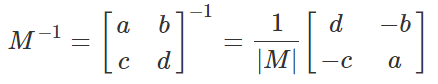 $M^{-1} = \begin{bmatrix} a & b \\ c & d \end{bmatrix}^{-1} = \frac{1}{|M|} \begin{bmatrix} d & -b \\ -c & a \end{bmatrix}$